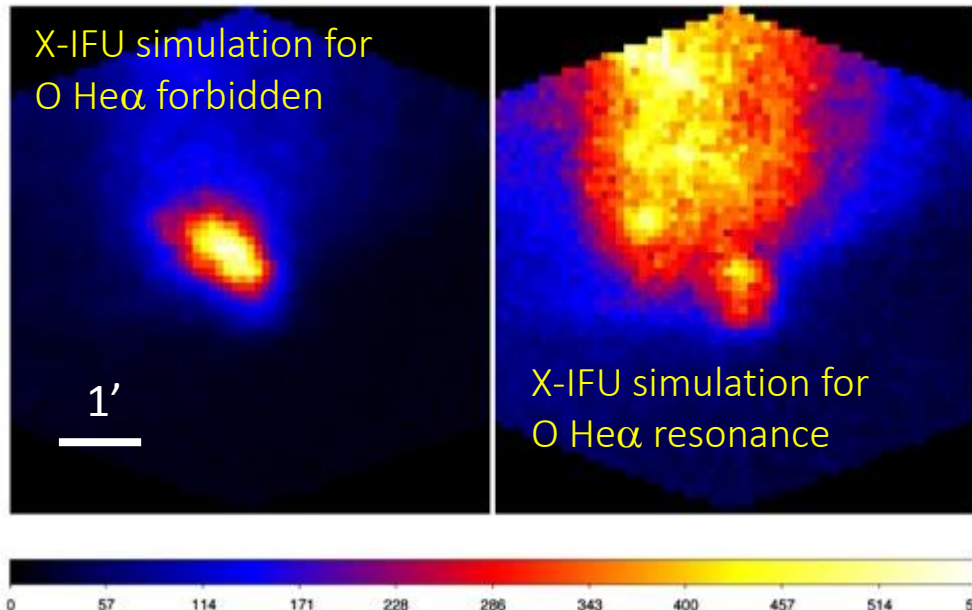 X-IFU simulation for
O Heα forbidden
1’
X-IFU simulation for
O Heα resonance
0 57 114 171 228 286 343 400 457 514